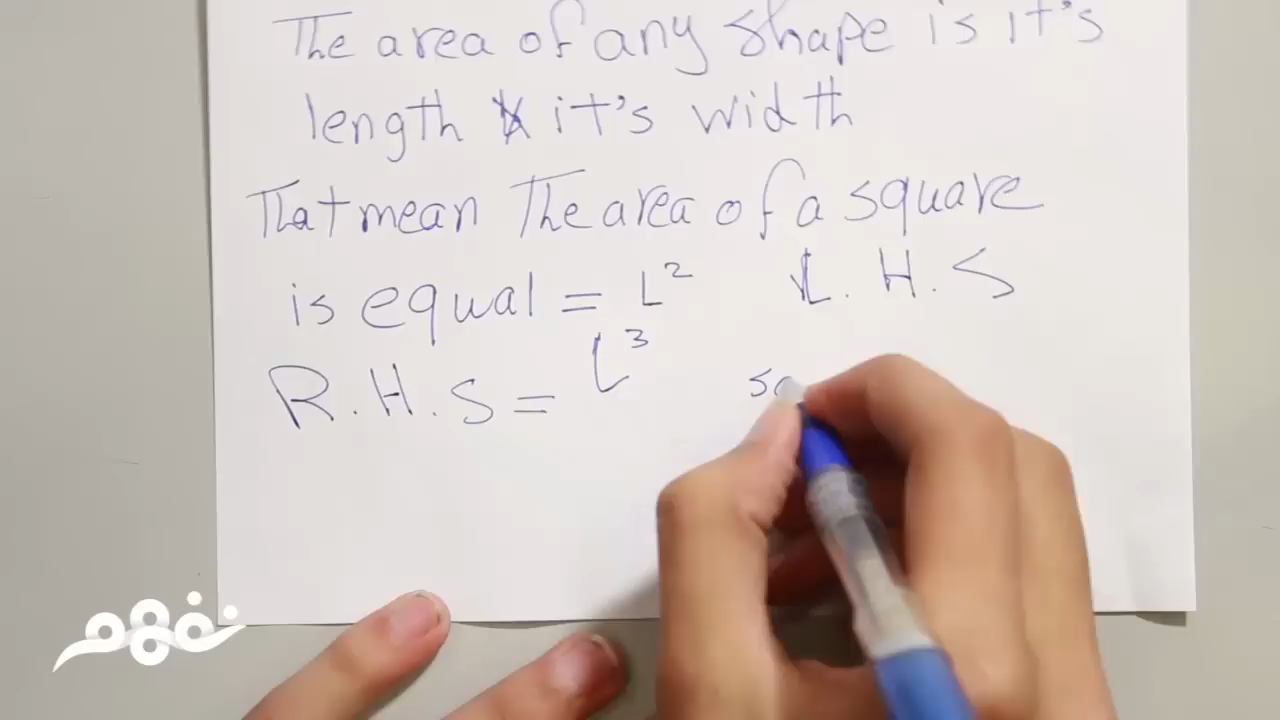 The area of any shape is it's
length X it's width
That mean The area of a square
is equal = L² L.H.S
R.H.S = L³
نفهم